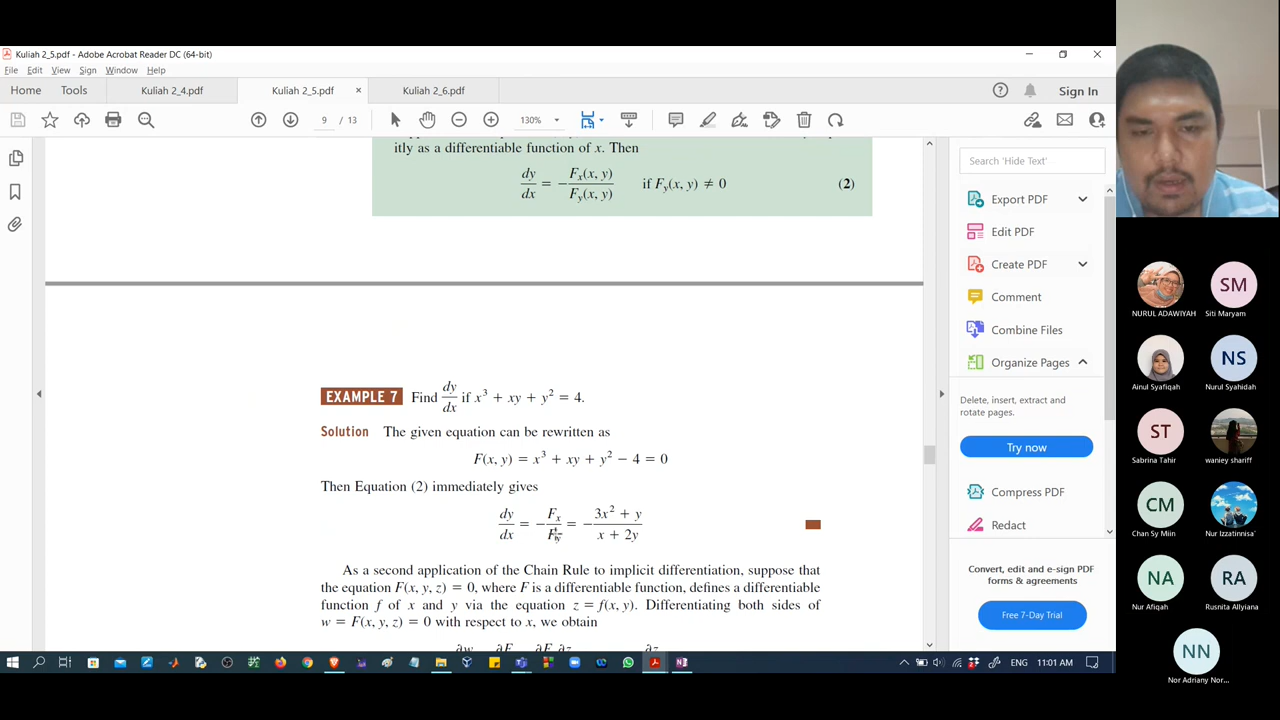 Kuliah 2_5.pdf - Adobe Acrobat Reader DC (64-bit)
File Edit View Sign Window Help
Home Tools Kuliah 2_4.pdf Kuliah 2_5.pdf × Kuliah 2_6.pdf Sign In
9 / 13 130%
itly as a differentiable function of x. Then
dy/dx = −Fx(x, y)/Fy(x, y) if Fy(x, y) ≠ 0 (2)
EXAMPLE 7 Find dy/dx if x³ + xy + y² = 4.
Solution The given equation can be rewritten as
F(x, y) = x³ + xy + y² − 4 = 0
Then Equation (2) immediately gives
dy/dx = −Fx/Fy = −(3x² + y)/(x + 2y)
As a second application of the Chain Rule to implicit differentiation, suppose that
the equation F(x, y, z) = 0, where F is a differentiable function, defines a differentiable
function f of x and y via the equation z = f(x, y). Differentiating both sides of
w = F(x, y, z) = 0 with respect to x, we obtain
Search 'Hide Text'
Export PDF
Edit PDF
Create PDF
Comment
Combine Files
Organize Pages
Delete, insert, extract and
rotate pages.
Try now
Compress PDF
Redact
Convert, edit and e-sign PDF
forms & agreements
Free 7-Day Trial
ENG 11:01 AM
SM
NURUL ADAWIYAH Siti Maryam
NS
Ainul Syafiqah Nurul Syahidah
ST
Sabrina Tahir waniey shariff
CM
Chan Sy Miin Nur Izzatinnisa'
NA RA
Nur Afiqah Rusnita Allyiana
NN
Nor Adriany Nor...